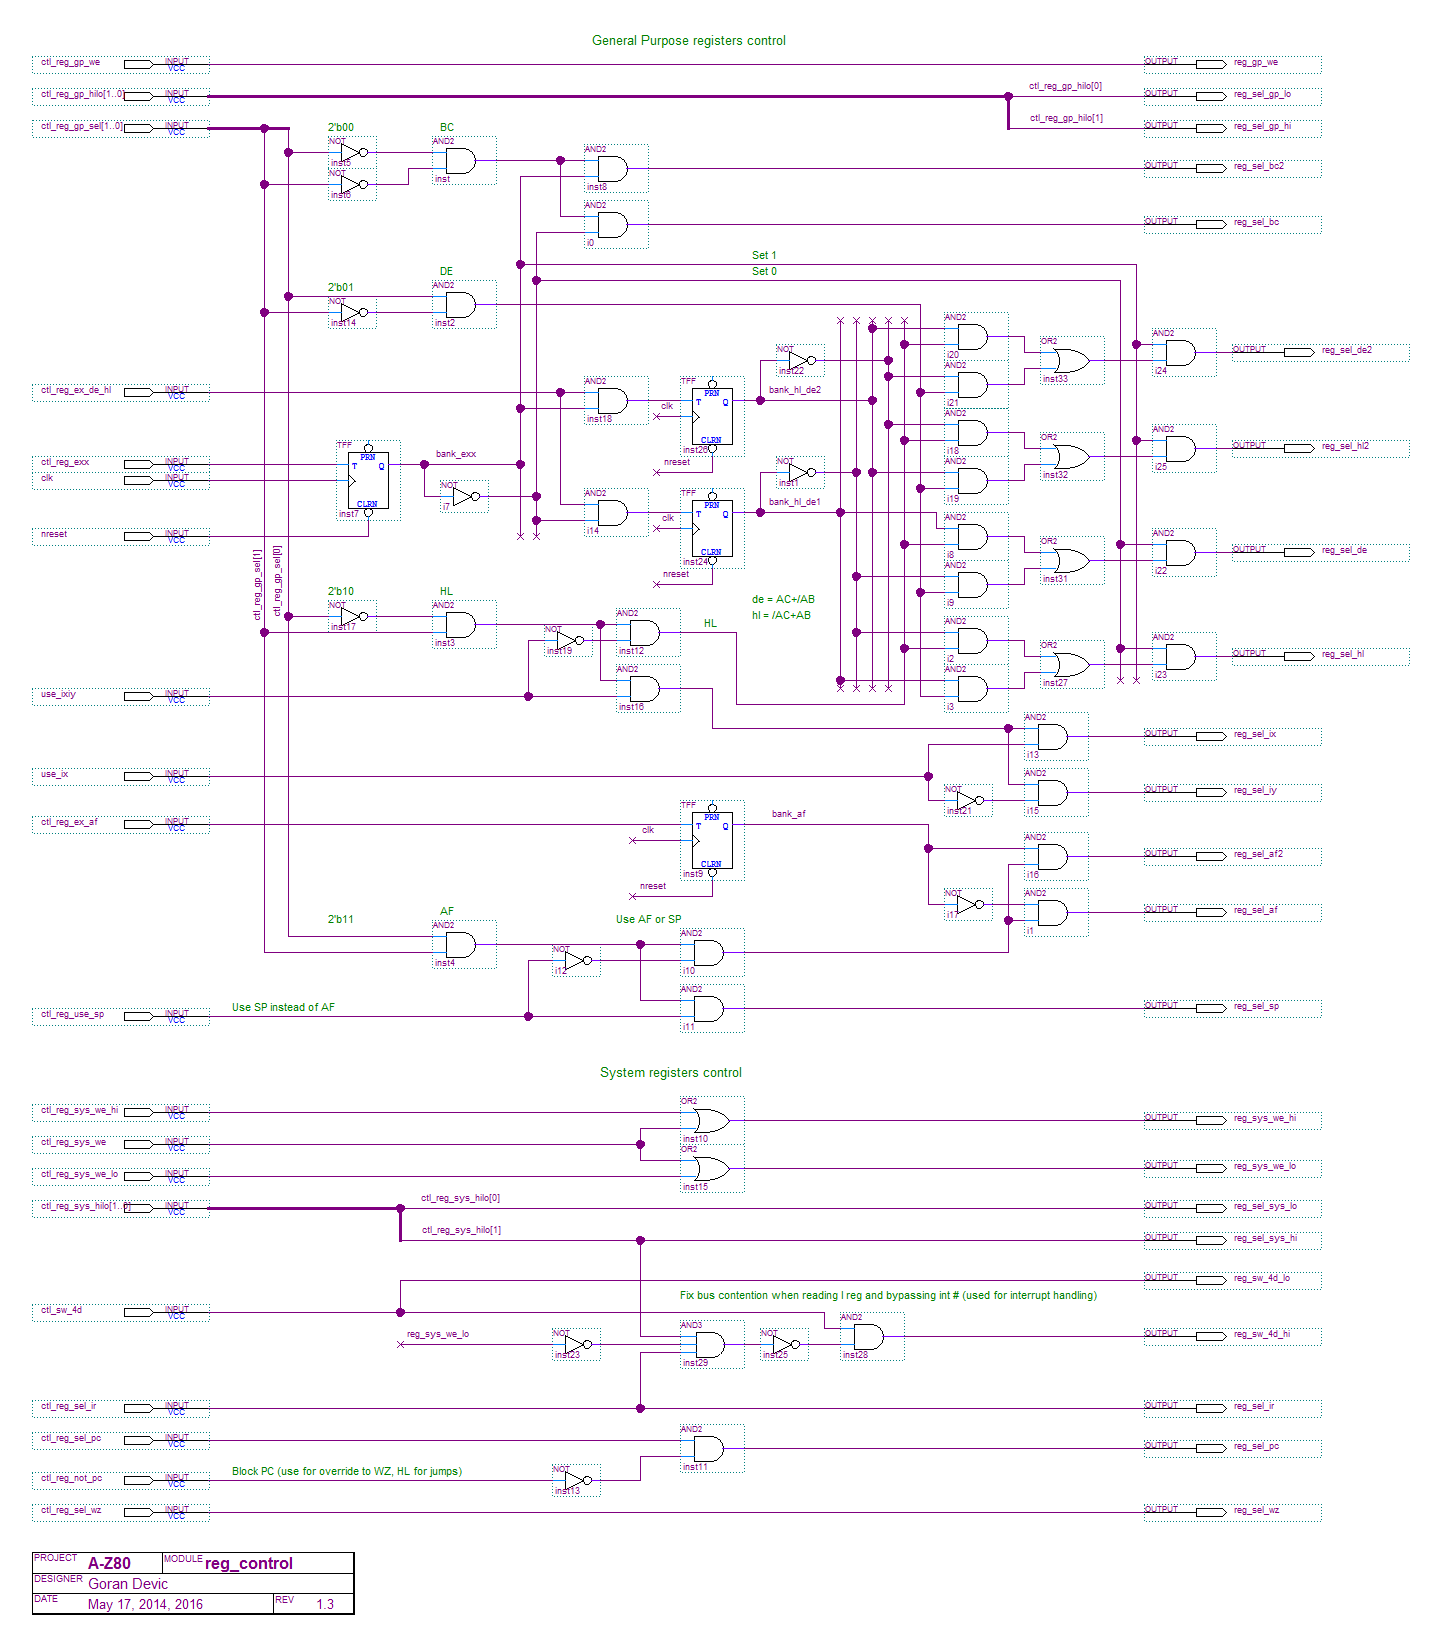 General Purpose registers control
ctl_reg_gp_we INPUT VCC OUTPUT reg_gp_we
ctl_reg_gp_hilo[1..0] INPUT VCC ctl_reg_gp_hilo[0] OUTPUT reg_sel_gp_lo
ctl_reg_gp_sel[1..0] INPUT VCC ctl_reg_gp_hilo[1] OUTPUT reg_sel_gp_hi
2'b00 BC
NOT inst5 AND2 inst AND2 inst8 OUTPUT reg_sel_bc2
NOT inst6
AND2 i0 OUTPUT reg_sel_bc
Set 1
Set 0
2'b01 DE
NOT inst14 AND2 inst2
AND2 i20 OR2 inst33 AND2 i24 OUTPUT reg_sel_de2
NOT inst22
AND2 i21
ctl_reg_ex_de_hl INPUT VCC AND2 inst18 clk TFF PRN T Q CLRN inst26 nreset bank_hl_de2
AND2 i18 OR2 inst32 AND2 i25 OUTPUT reg_sel_hl2
ctl_reg_exx INPUT VCC TFF PRN T Q CLRN inst7 bank_exx
clk INPUT VCC
NOT i7 NOT inst1 AND2 i19
AND2 i14 clk TFF PRN T Q CLRN inst24 nreset bank_hl_de1
nreset INPUT VCC
AND2 i8 OR2 inst31 AND2 i22 OUTPUT reg_sel_de
AND2 i9
ctl_reg_gp_sel[1]
ctl_reg_gp_sel[0]
2'b10 HL
de = AC+/AB
hl = /AC+AB
NOT inst17 AND2 inst3 NOT inst19 AND2 inst12 HL
AND2 i2 OR2 inst27 AND2 i23 OUTPUT reg_sel_hl
use_ixiy INPUT VCC AND2 inst16 AND2 i3
AND2 i13 OUTPUT reg_sel_ix
use_ix INPUT VCC
NOT inst21 AND2 i15 OUTPUT reg_sel_iy
ctl_reg_ex_af INPUT VCC clk TFF PRN T Q CLRN inst9 nreset bank_af
AND2 i16 OUTPUT reg_sel_af2
NOT i17 AND2 i1 OUTPUT reg_sel_af
2'b11 AF Use AF or SP
AND2 inst4 NOT i12 AND2 i10
Use SP instead of AF
ctl_reg_use_sp INPUT VCC AND2 i11 OUTPUT reg_sel_sp
System registers control
ctl_reg_sys_we_hi INPUT VCC OR2 inst10 OUTPUT reg_sys_we_hi
ctl_reg_sys_we INPUT VCC
ctl_reg_sys_we_lo INPUT VCC OR2 inst15 OUTPUT reg_sys_we_lo
ctl_reg_sys_hilo[1..0] INPUT VCC ctl_reg_sys_hilo[0] OUTPUT reg_sel_sys_lo
ctl_reg_sys_hilo[1] OUTPUT reg_sel_sys_hi
OUTPUT reg_sw_4d_lo
Fix bus contention when reading I reg and bypassing int # (used for interrupt handling)
ctl_sw_4d INPUT VCC
reg_sys_we_lo NOT inst23 AND3 inst29 NOT inst25 AND2 inst28 OUTPUT reg_sw_4d_hi
ctl_reg_sel_ir INPUT VCC OUTPUT reg_sel_ir
ctl_reg_sel_pc INPUT VCC AND2 inst11 OUTPUT reg_sel_pc
Block PC (use for override to WZ, HL for jumps)
ctl_reg_not_pc INPUT VCC NOT inst13
ctl_reg_sel_wz INPUT VCC OUTPUT reg_sel_wz
PROJECT A-Z80 MODULE reg_control
DESIGNER Goran Devic
DATE May 17, 2014, 2016 REV 1.3